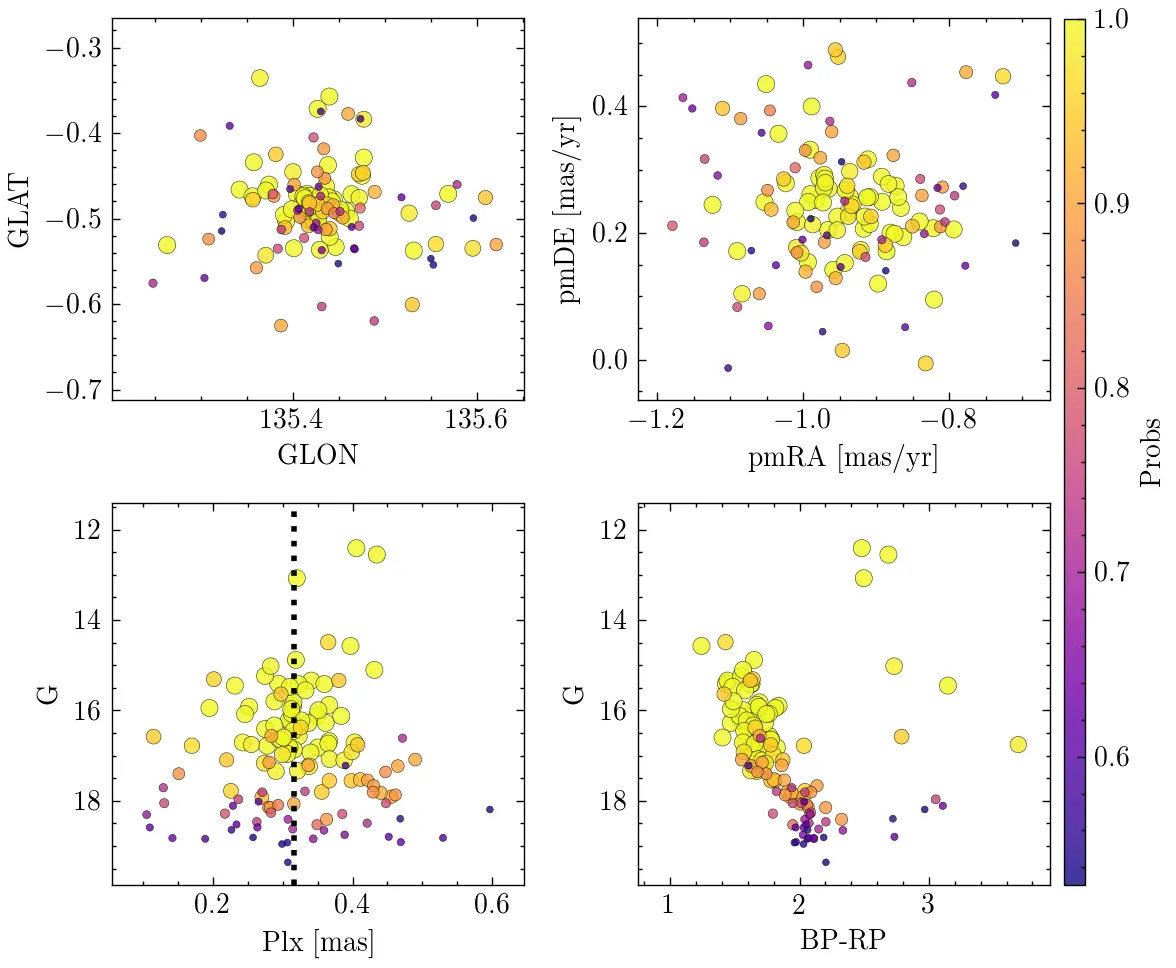 −0.3
−0.4
−0.5
−0.6
−0.7
GLAT
135.4 135.6
GLON
0.4
0.2
0.0
pmDE [mas/yr]
−1.2 −1.0 −0.8
pmRA [mas/yr]
12
14
16
18
G
0.2 0.4 0.6
Plx [mas]
12
14
16
18
G
1 2 3
BP-RP
1.0
0.9
0.8
0.7
0.6
Probs